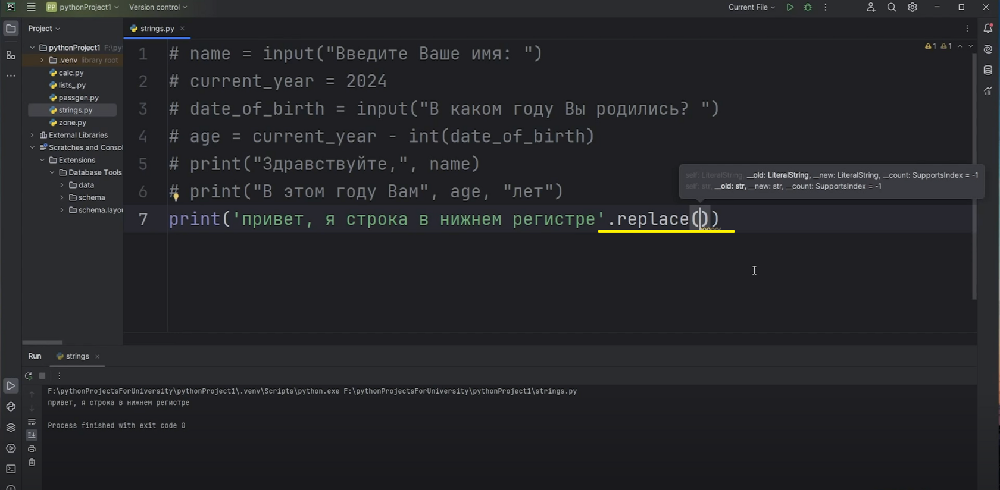 PC
PP pythonProject1
Version control
Current File
Project
strings.py
pythonProject1 F:\py
.venv library root
calc.py
lists_.py
passgen.py
strings.py
zone.py
External Libraries
Scratches and Consol
Extensions
Database Tools
data
schema
schema.layou
1 1
1 # name = input("Введите Ваше имя: ")
2 # current_year = 2024
3 # date_of_birth = input("В каком году Вы родились? ")
4 # age = current_year - int(date_of_birth)
5 # print("Здравствуйте,", name)
6 # print("В этом году Вам", age, "лет")
7 print('привет, я строка в нижнем регистре'.replace())
self: LiteralString, __old: LiteralString, __new: LiteralString, __count: SupportsIndex = -1
self: str, __old: str, __new: str, __count: SupportsIndex = -1
Run
strings
F:\pythonProjectsForUniversity\pythonProject1\.venv\Scripts\python.exe F:\pythonProjectsForUniversity\pythonProject1\strings.py
привет, я строка в нижнем регистре
Process finished with exit code 0